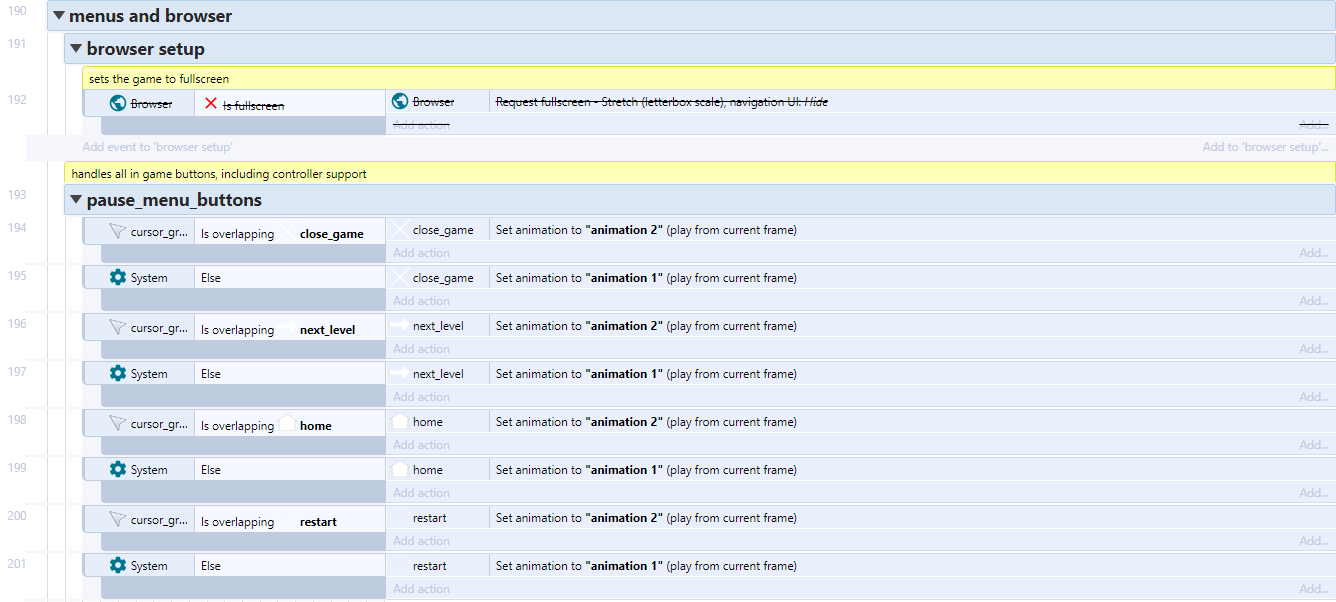 190 menus and browser
191 browser setup
sets the game to fullscreen
192 Browser Is fullscreen Browser Request fullscreen - Stretch (letterbox scale), navigation UI: Hide
Add action Add...
Add event to 'browser setup' Add to 'browser setup'...
handles all in game buttons, including controller support
193 pause_menu_buttons
194 cursor_gr... Is overlapping close_game close_game Set animation to "animation 2" (play from current frame)
Add action Add...
195 System Else close_game Set animation to "animation 1" (play from current frame)
Add action Add...
196 cursor_gr... Is overlapping next_level next_level Set animation to "animation 2" (play from current frame)
Add action Add...
197 System Else next_level Set animation to "animation 1" (play from current frame)
Add action Add...
198 cursor_gr... Is overlapping home home Set animation to "animation 2" (play from current frame)
Add action Add...
199 System Else home Set animation to "animation 1" (play from current frame)
Add action Add...
200 cursor_gr... Is overlapping restart restart Set animation to "animation 2" (play from current frame)
Add action Add...
201 System Else restart Set animation to "animation 1" (play from current frame)
Add action Add...